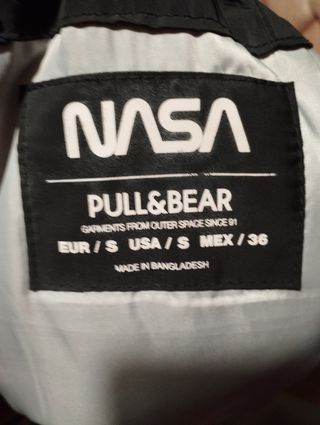 NASA
PULL&BEAR
GARMENTS FROM OUTER SPACE SINCE 91
EUR / S USA / S MEX / 36
MADE IN BANGLADESH